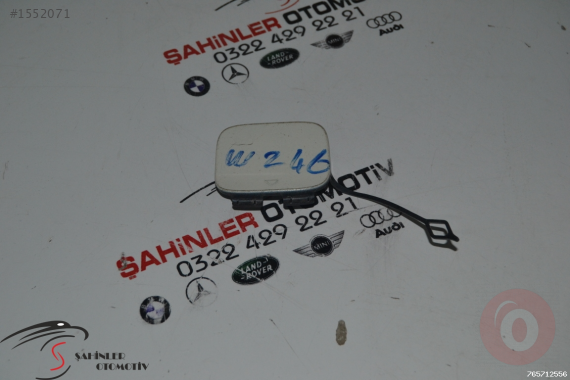 #1552071
ŞAHİNLER OTOMOTİV
0322 429 22 21
LAND-ROVER
MINI
Audi
W246
ŞAHİNLER OTOMOTİV
0322 429 22 21
LAND-ROVER
MINI
Audi
ŞAHİNLER
OTOMOTİV
765712556